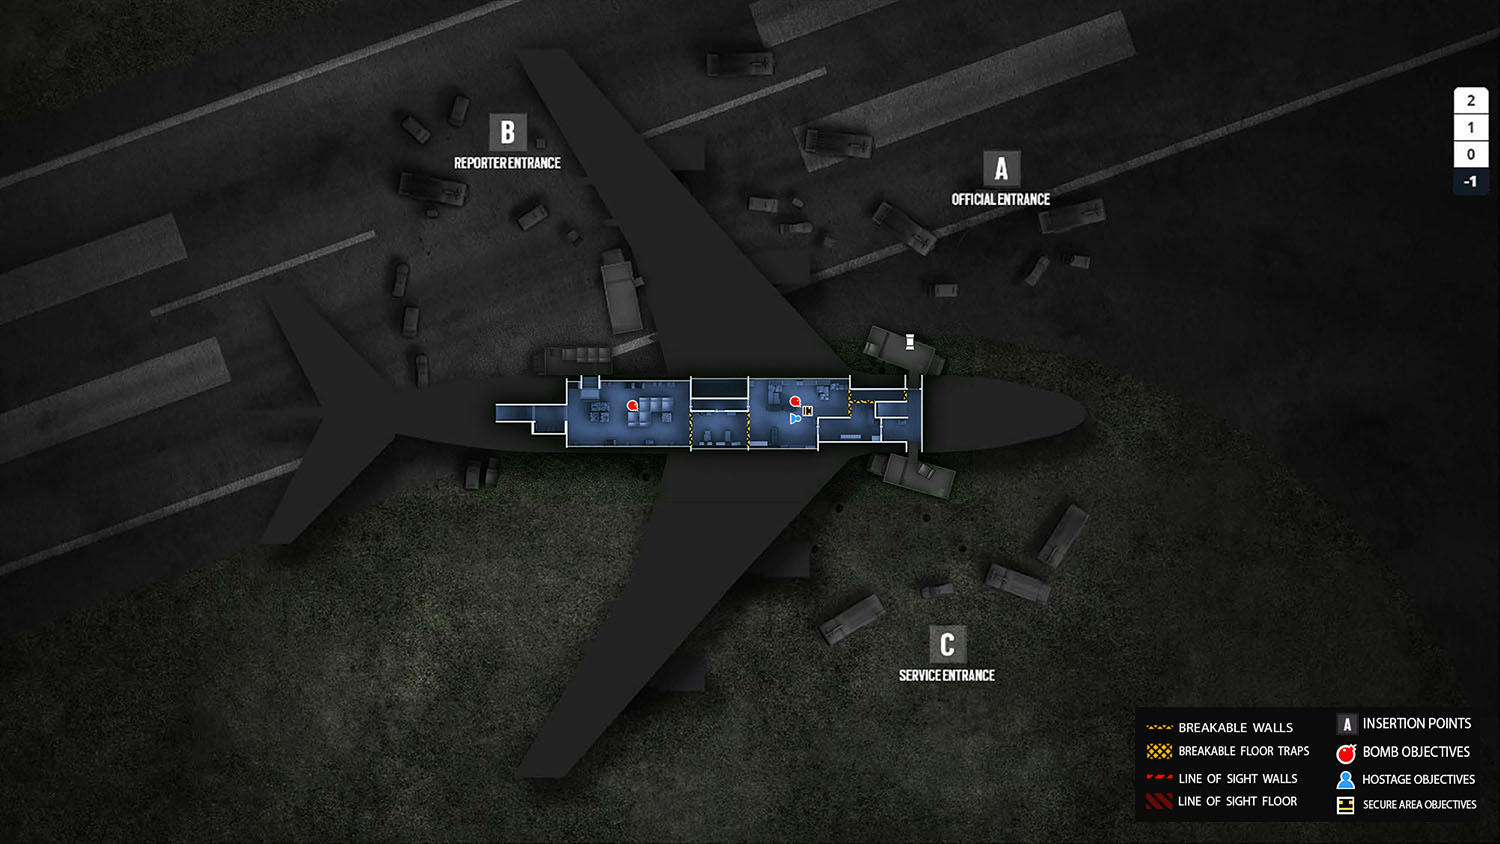 B
REPORTER ENTRANCE
A
OFFICIAL ENTRANCE
2
1
0
-1
C
SERVICE ENTRANCE
BREAKABLE WALLS
BREAKABLE FLOOR TRAPS
LINE OF SIGHT WALLS
LINE OF SIGHT FLOOR
A INSERTION POINTS
BOMB OBJECTIVES
HOSTAGE OBJECTIVES
SECURE AREA OBJECTIVES